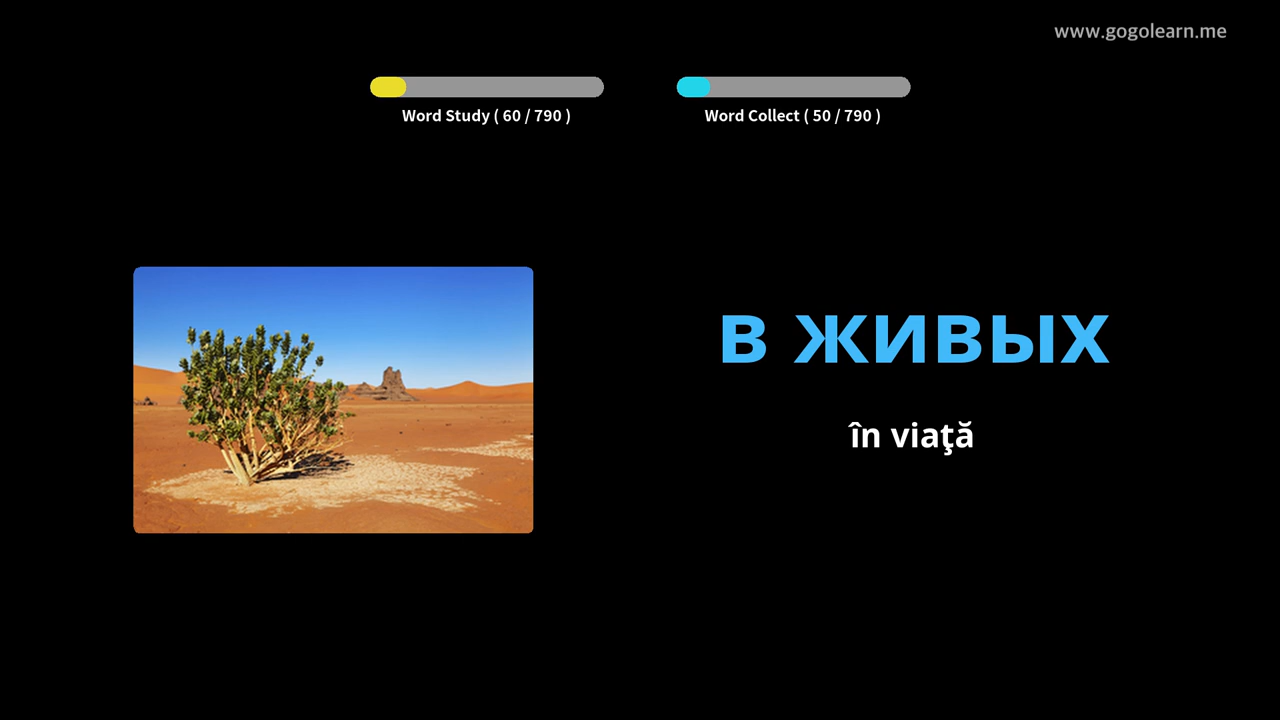 www.gogolearn.me
Word Study ( 60 / 790 )
Word Collect ( 50 / 790 )
в живых
în viaţă